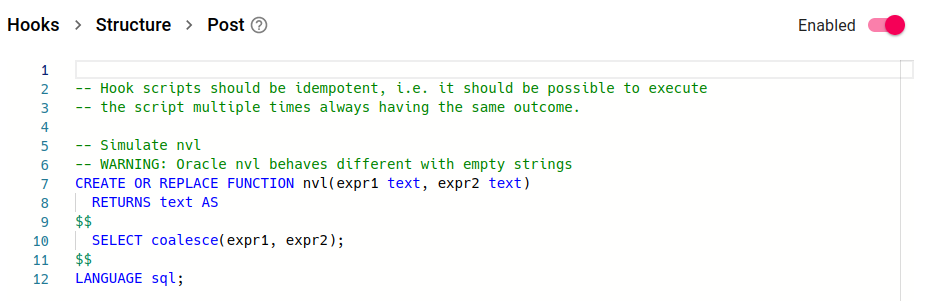 Hooks > Structure > Post ? Enabled
1
2 -- Hook scripts should be idempotent, i.e. it should be possible to execute
3 -- the script multiple times always having the same outcome.
4
5 -- Simulate nvl
6 -- WARNING: Oracle nvl behaves different with empty strings
7 CREATE OR REPLACE FUNCTION nvl(expr1 text, expr2 text)
8   RETURNS text AS
9 $$
10   SELECT coalesce(expr1, expr2);
11 $$
12 LANGUAGE sql;